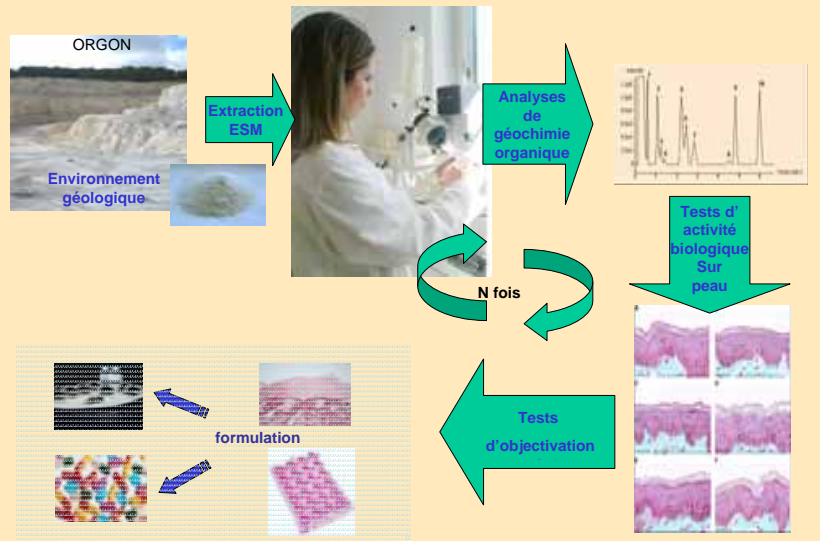 ORGON
Environnement
géologique
Extraction
ESM
Analyses
de
géochimie
organique
Tests d'
activité
biologique
Sur
peau
N fois
Tests
d'objectivation
formulation